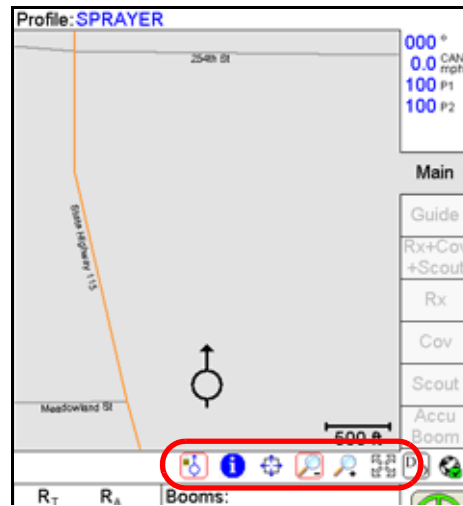 Profile: SPRAYER
000 °
0.0 CAN mph
100 P1
100 P2
254th St
State Highway 115
Meadowland St
500 ft
Main
Guide
Rx+Cov
+Scout
Rx
Cov
Scout
Accu
Boom
i
D
RT RA Booms: